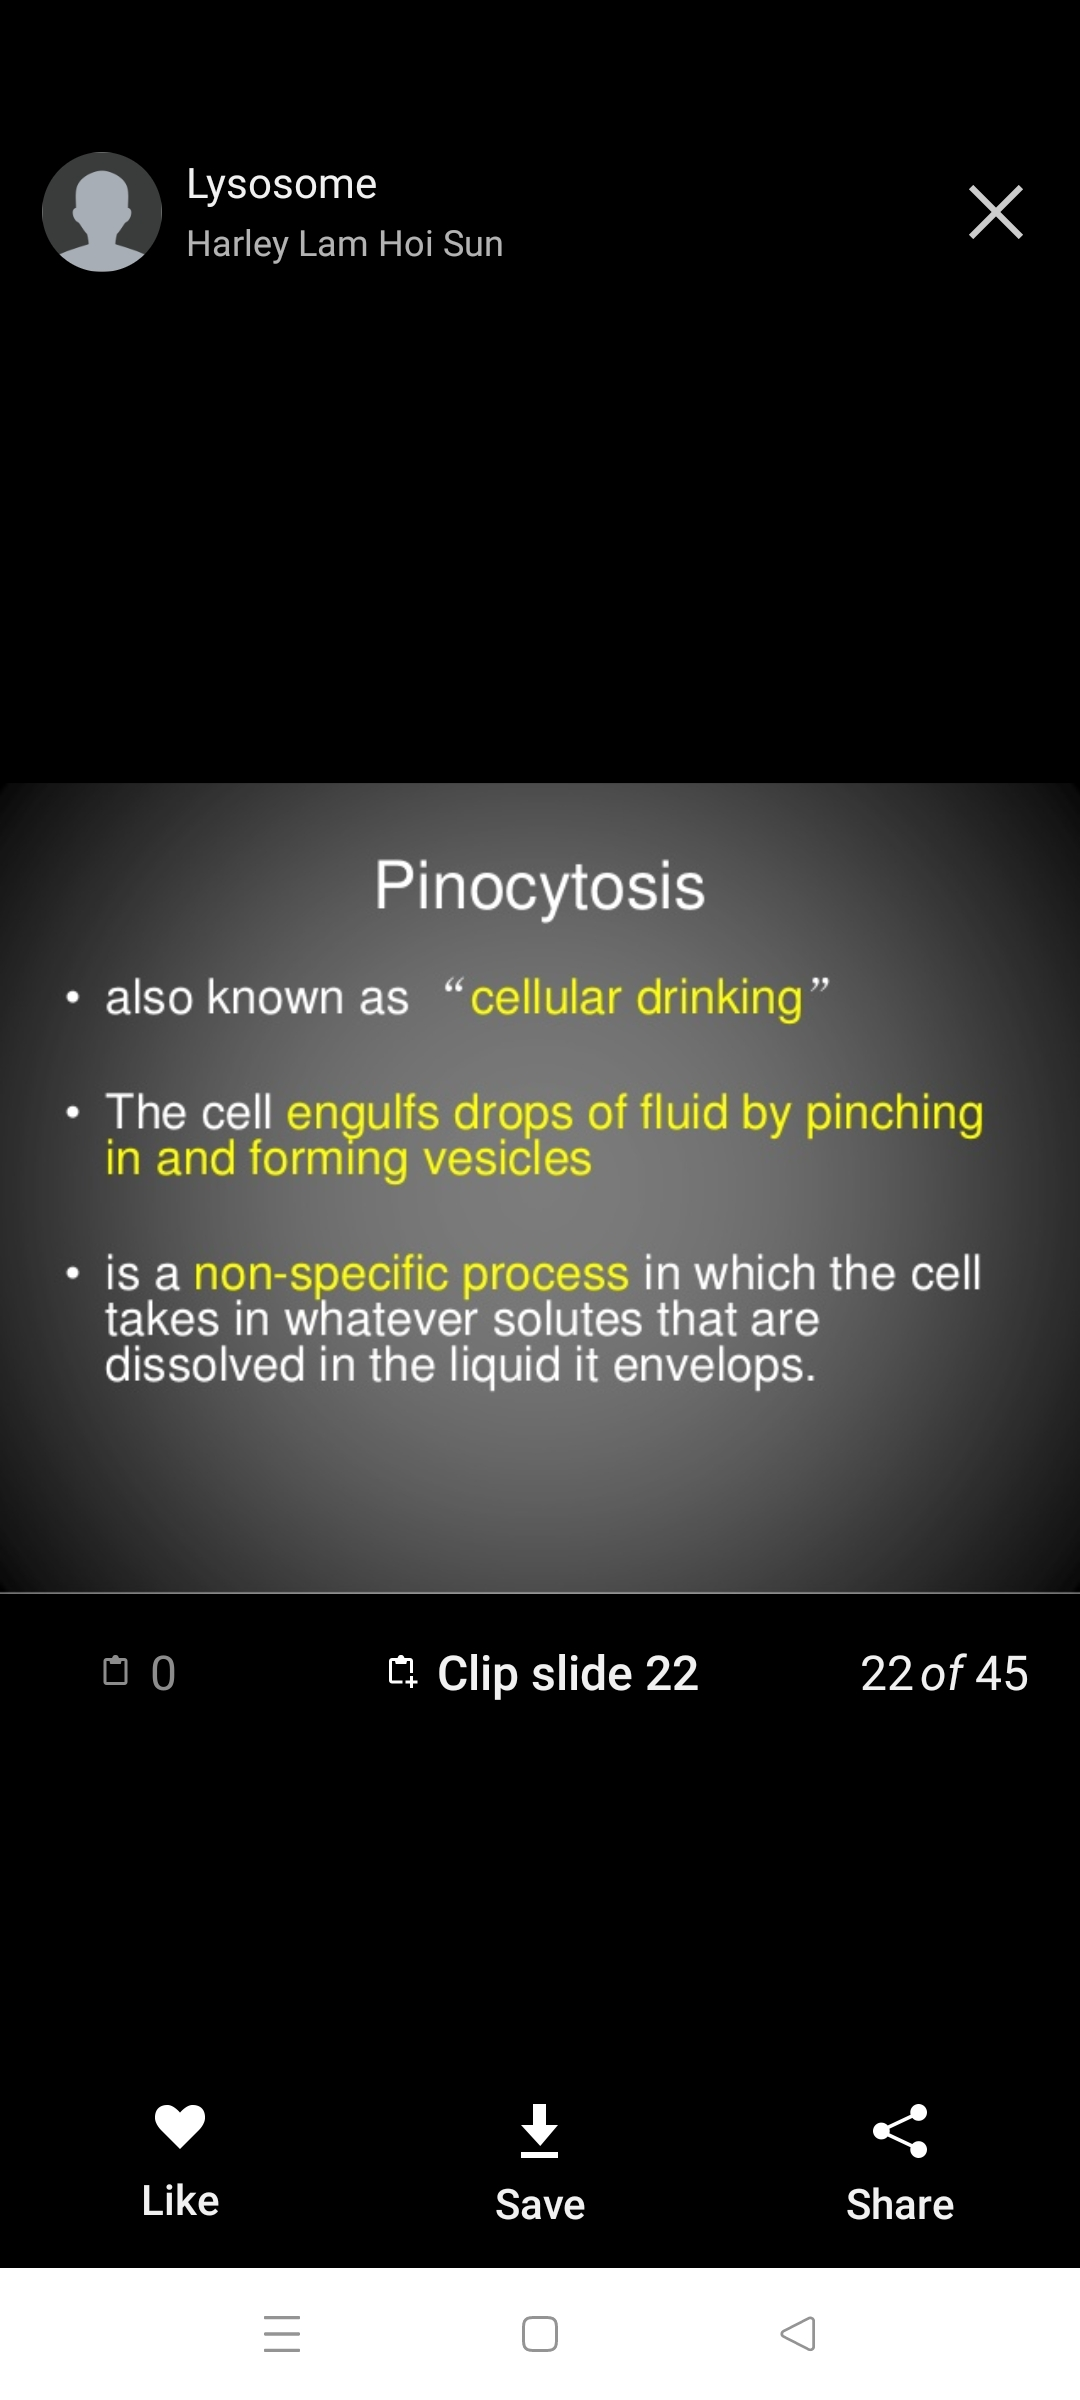 Lysosome
Harley Lam Hoi Sun
Pinocytosis
• also known as “cellular drinking”
• The cell engulfs drops of fluid by pinching
in and forming vesicles
• is a non-specific process in which the cell
takes in whatever solutes that are
dissolved in the liquid it envelops.
0 Clip slide 22 22 of 45
Like Save Share